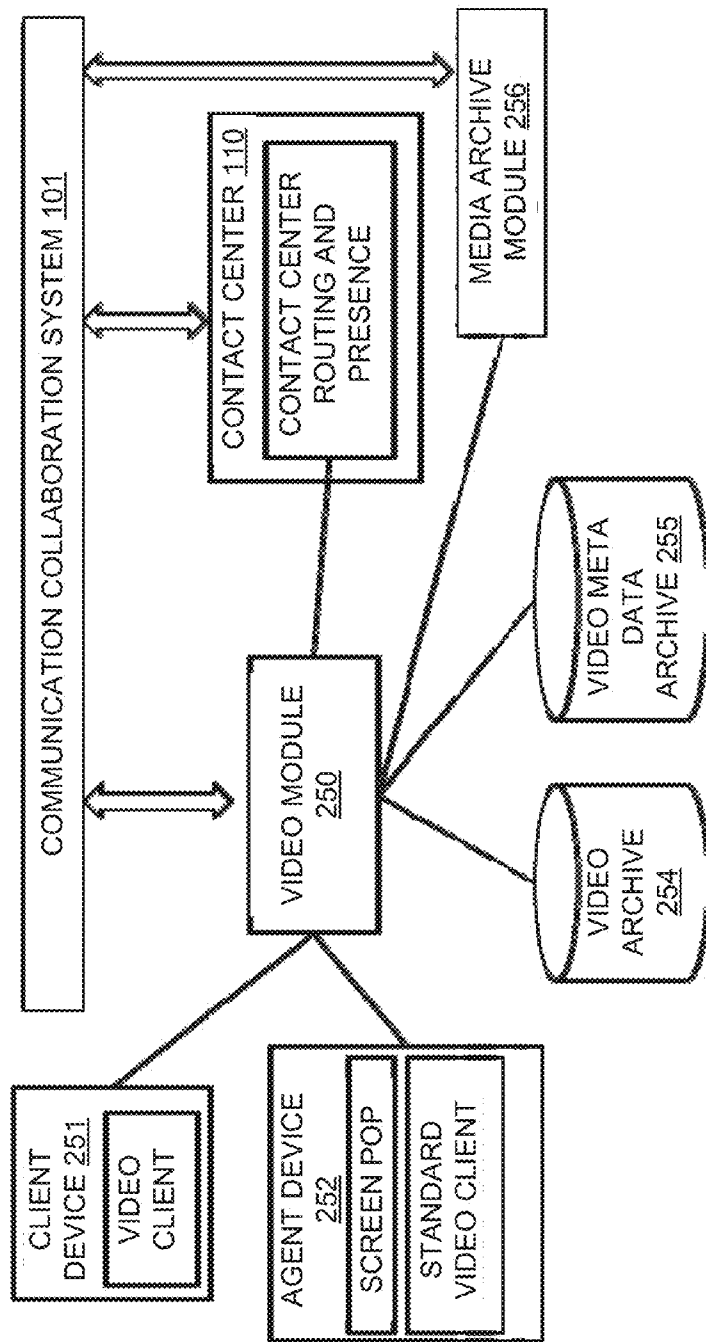 COMMUNICATION COLLABORATION SYSTEM 101
CLIENT
DEVICE 251
VIDEO
CLIENT
AGENT DEVICE
252
SCREEN POP
STANDARD
VIDEO CLIENT
VIDEO MODULE
250
CONTACT CENTER 110
CONTACT CENTER
ROUTING AND
PRESENCE
VIDEO
ARCHIVE
254
VIDEO META
DATA
ARCHIVE 255
MEDIA ARCHIVE
MODULE 256